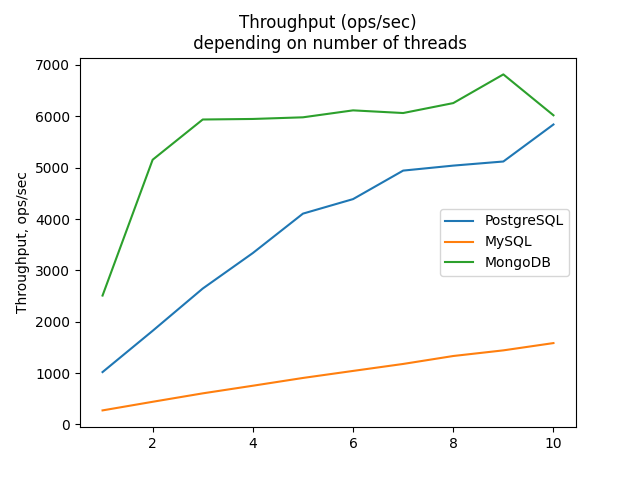 Throughput (ops/sec)
depending on number of threads
Throughput, ops/sec
7000
6000
5000
4000
3000
2000
1000
0
PostgreSQL
MySQL
MongoDB
2 4 6 8 10